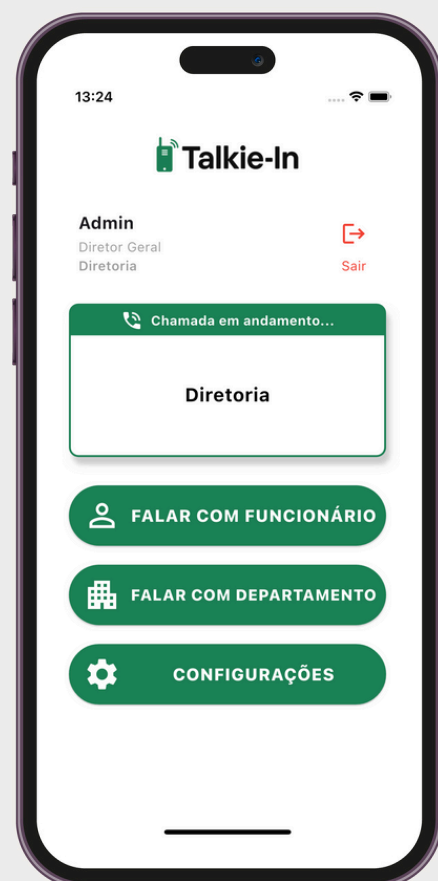 13:24
Talkie-In
Admin
Diretor Geral
Diretoria
Sair
Chamada em andamento...
Diretoria
FALAR COM FUNCIONÁRIO
FALAR COM DEPARTAMENTO
CONFIGURAÇÕES